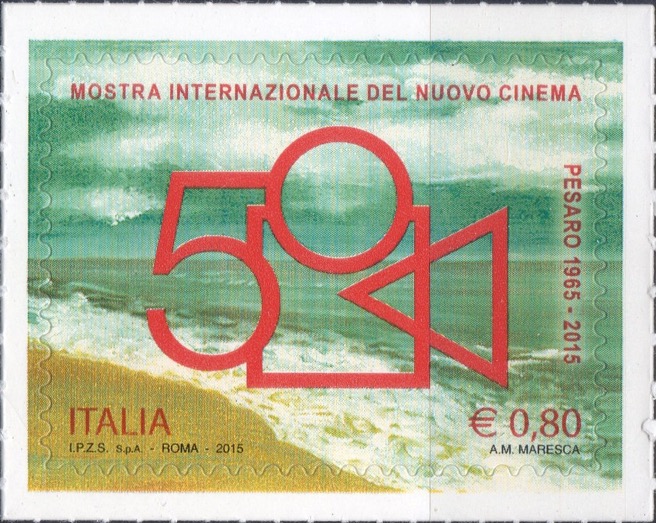 MOSTRA INTERNAZIONALE DEL NUOVO CINEMA
PESARO 1965 - 2015
50
ITALIA
€ 0,80
I.P.Z.S. S.p.A. - ROMA - 2015
A.M. MARESCA